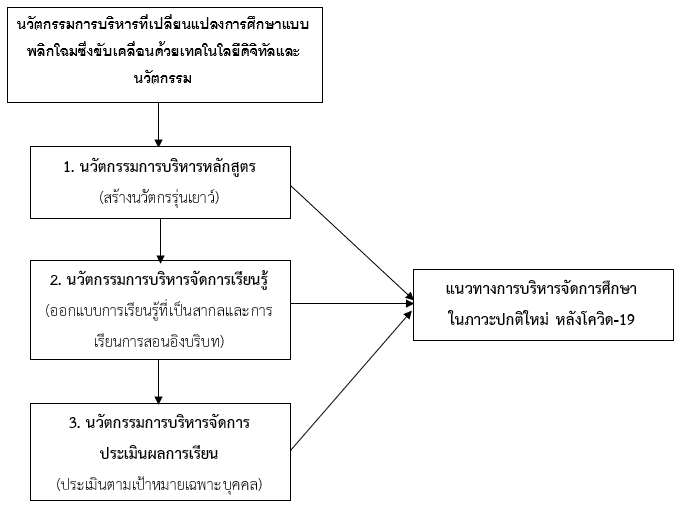 นวัตกรรมการบริหารที่เปลี่ยนแปลงการศึกษาแบบ
พลิกโฉมซึ่งขับเคลื่อนด้วยเทคโนโลยีดิจิทัลและ
นวัตกรรม
1. นวัตกรรมการบริหารหลักสูตร
(สร้างนวัตกรรุ่นเยาว์)
2. นวัตกรรมการบริหารจัดการเรียนรู้
(ออกแบบการเรียนรู้ที่เป็นสากลและการ
เรียนการสอนอิงบริบท)
แนวทางการบริหารจัดการศึกษา
ในภาวะปกติใหม่ หลังโควิด-19
3. นวัตกรรมการบริหารจัดการ
ประเมินผลการเรียน
(ประเมินตามเป้าหมายเฉพาะบุคคล)